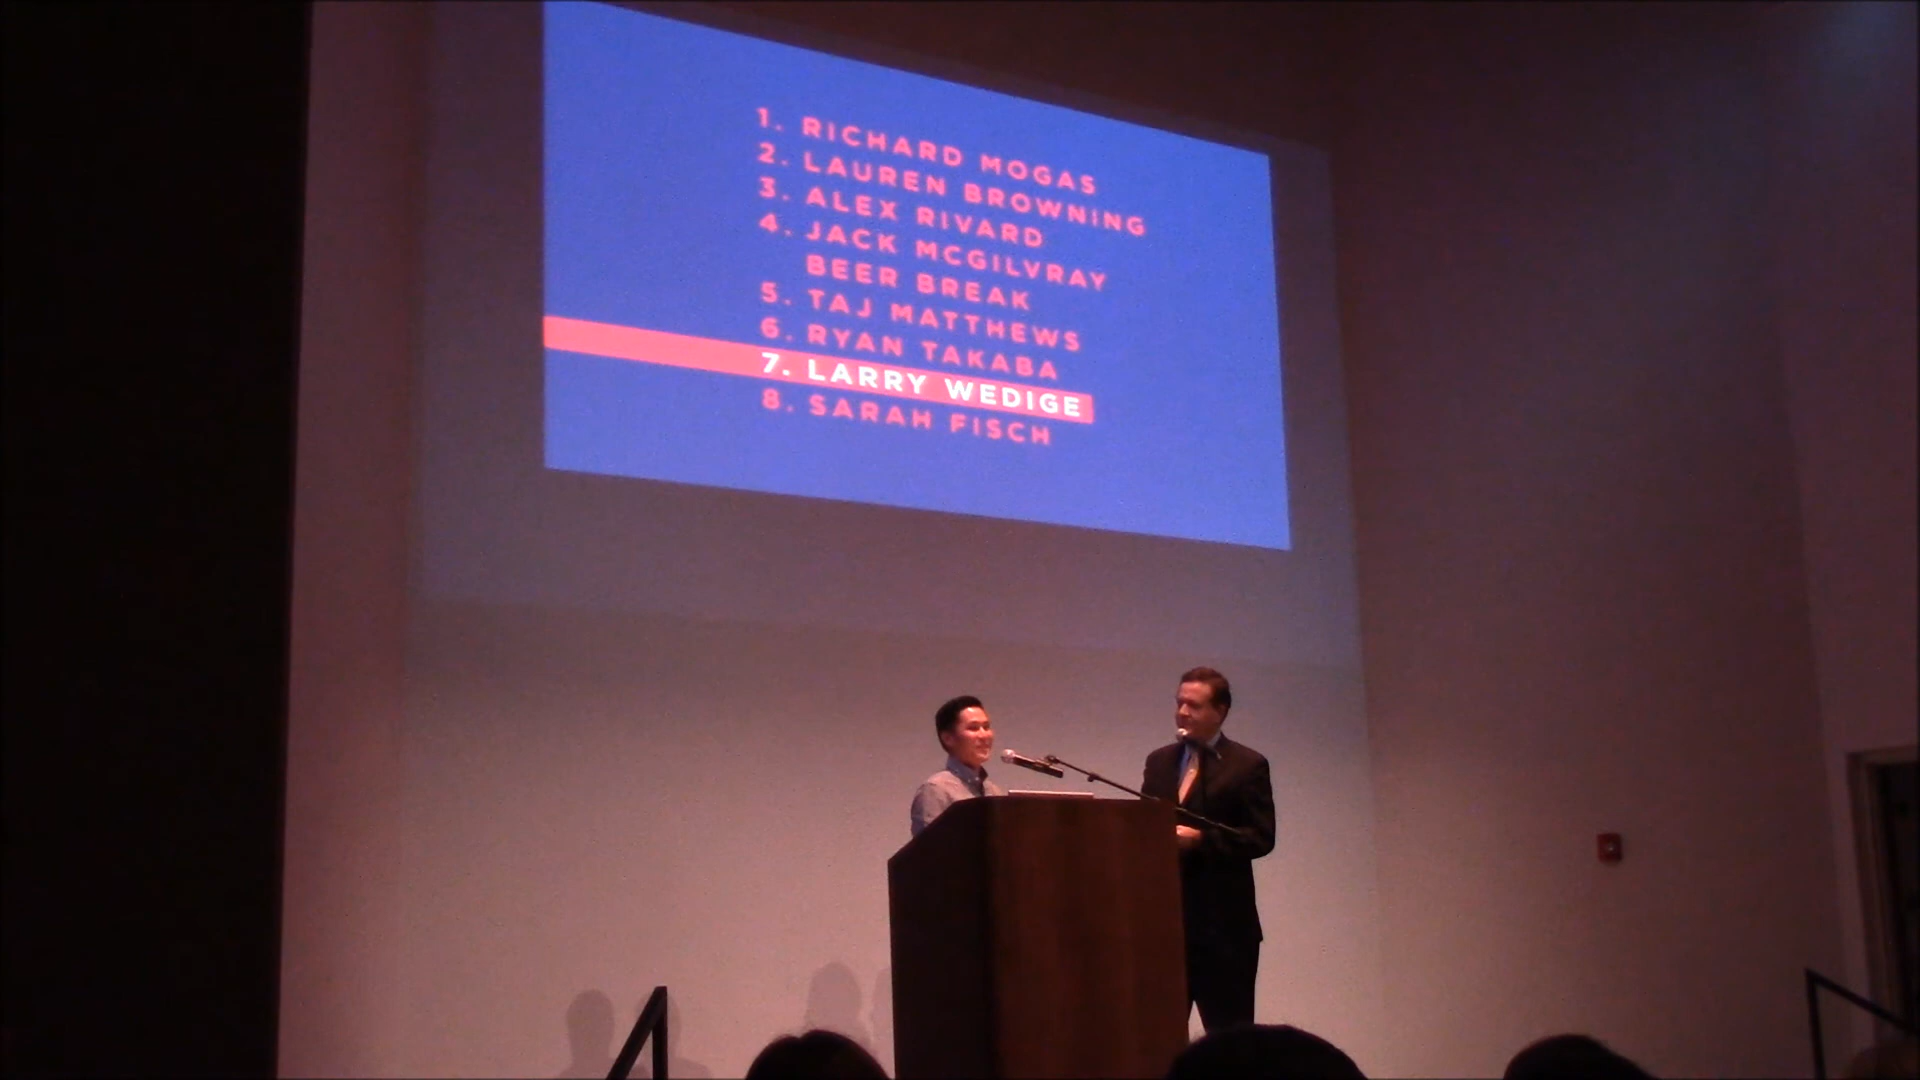 1. RICHARD MOGAS
2. LAUREN BROWNING
3. ALEX RIVARD
4. JACK MCGILVRAY
BEER BREAK
5. TAJ MATTHEWS
6. RYAN TAKABA
7. LARRY WEDIGE
8. SARAH FISCH